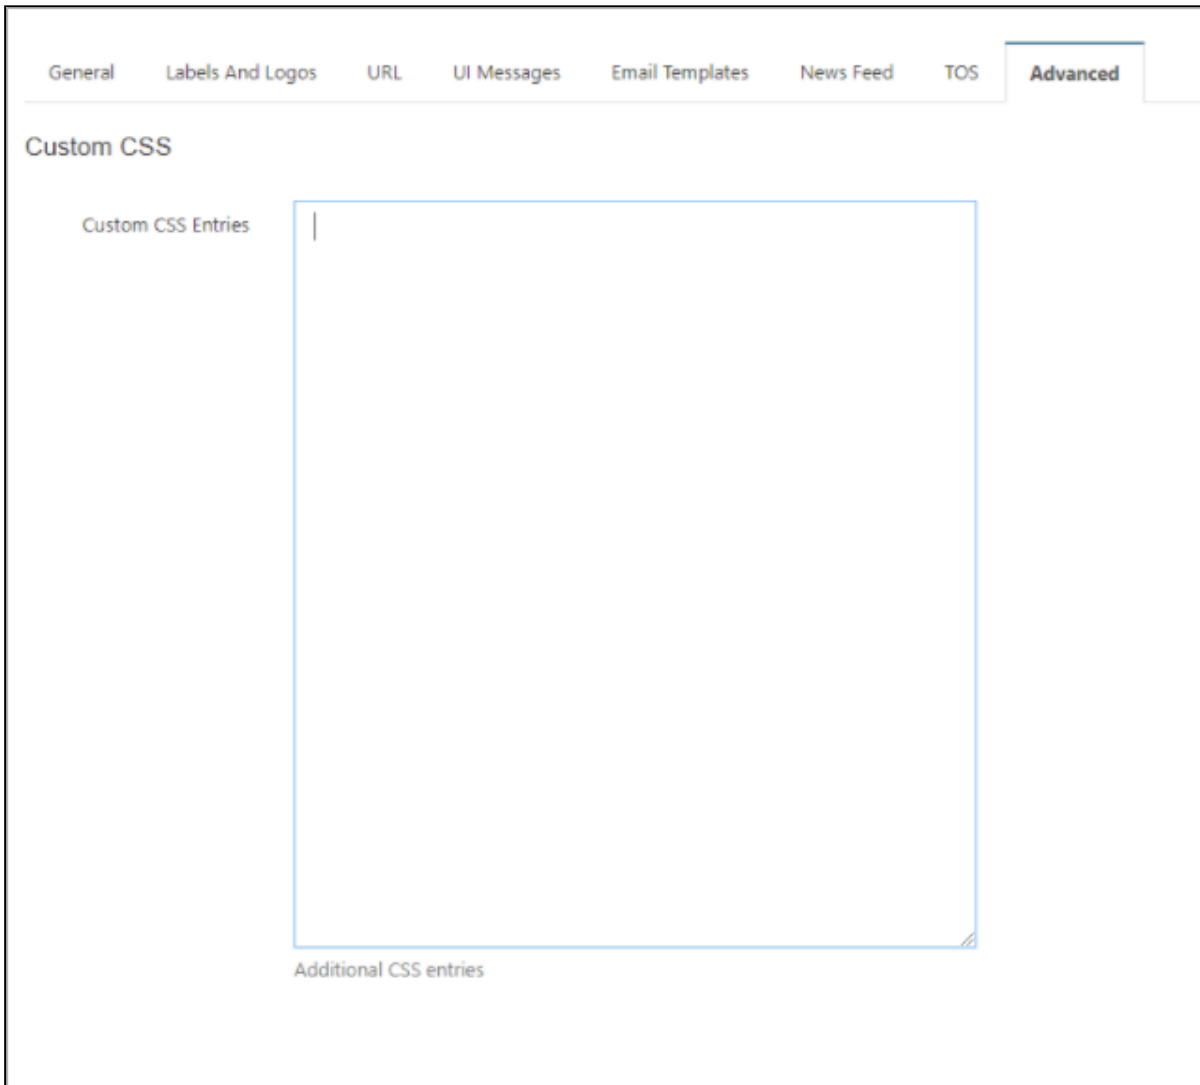 General Labels And Logos URL UI Messages Email Templates News Feed TOS Advanced
Custom CSS
Custom CSS Entries
Additional CSS entries